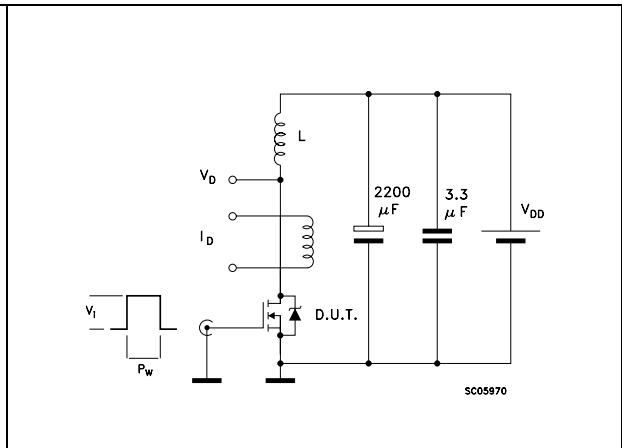 L
V_D
2200
μF
3.3
μF
V_DD
I_D
V_i
D.U.T.
P_W
SC05970